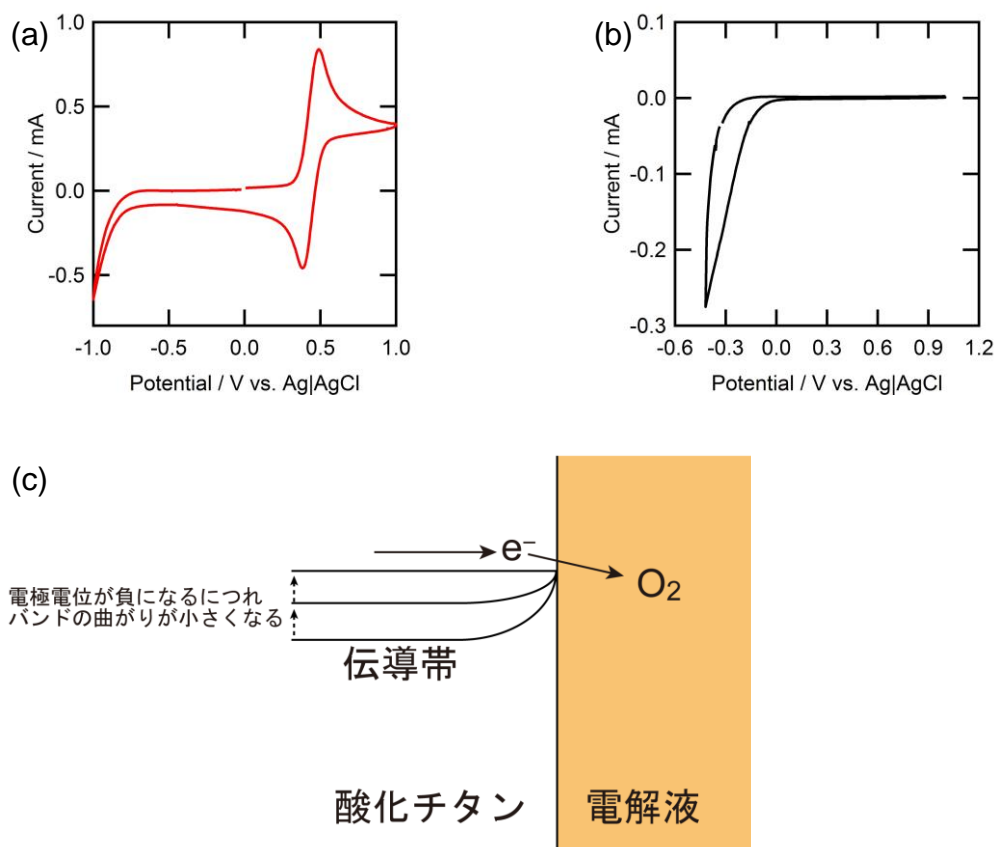 (a)
1.0
0.5
0.0
-0.5
Current / mA
-1.0 -0.5 0.0 0.5 1.0
Potential / V vs. Ag|AgCl
(b)
0.1
0.0
-0.1
-0.2
-0.3
Current / mA
-0.6 -0.3 0.0 0.3 0.6 0.9 1.2
Potential / V vs. Ag|AgCl
(c)
e⁻
O₂
電極電位が負になるにつれ
バンドの曲がりが小さくなる
伝導帯
酸化チタン 電解液